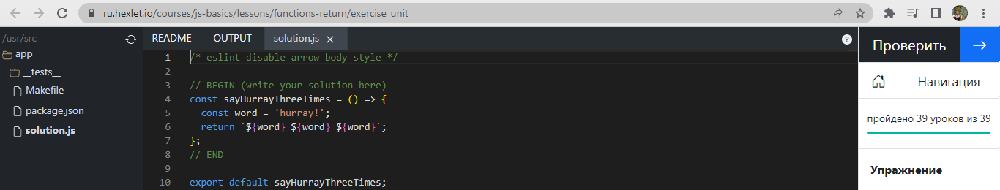 ru.hexlet.io/courses/js-basics/lessons/functions-return/exercise_unit
/usr/src
app
__tests__
Makefile
package.json
solution.js
README OUTPUT solution.js
1 /* eslint-disable arrow-body-style */
2
3 // BEGIN (write your solution here)
4 const sayHurrayThreeTimes = () => {
5 const word = 'hurray!';
6 return `${word} ${word} ${word}`;
7 };
8 // END
9
10 export default sayHurrayThreeTimes;
Проверить
Навигация
пройдено 39 уроков из 39
Упражнение